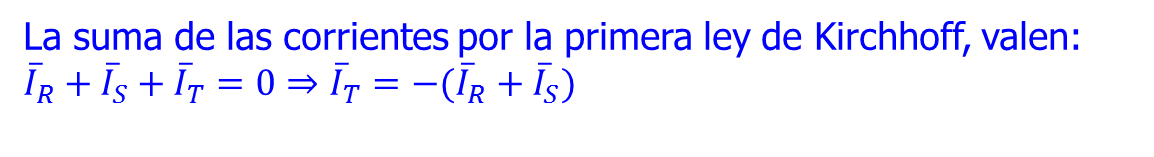 La suma de las corrientes por la primera ley de Kirchhoff, valen:
Ī_R + Ī_S + Ī_T = 0 ⇒ Ī_T = −(Ī_R + Ī_S)